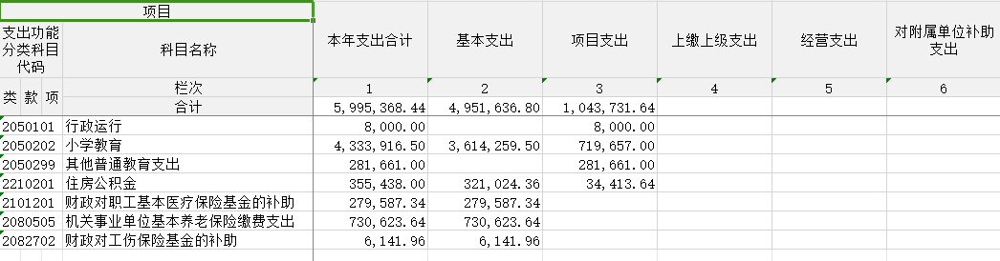 项目
支出功能分类科目代码 科目名称 本年支出合计 基本支出 项目支出 上缴上级支出 经营支出 对附属单位补助支出
类 款 项 栏次 1 2 3 4 5 6
合计 5,995,368.44 4,951,636.80 1,043,731.64
2050101 行政运行 8,000.00 8,000.00
2050202 小学教育 4,333,916.50 3,614,259.50 719,657.00
2050299 其他普通教育支出 281,661.00 281,661.00
2210201 住房公积金 355,438.00 321,024.36 34,413.64
2101201 财政对职工基本医疗保险基金的补助 279,587.34 279,587.34
2080505 机关事业单位基本养老保险缴费支出 730,623.64 730,623.64
2082702 财政对工伤保险基金的补助 6,141.96 6,141.96